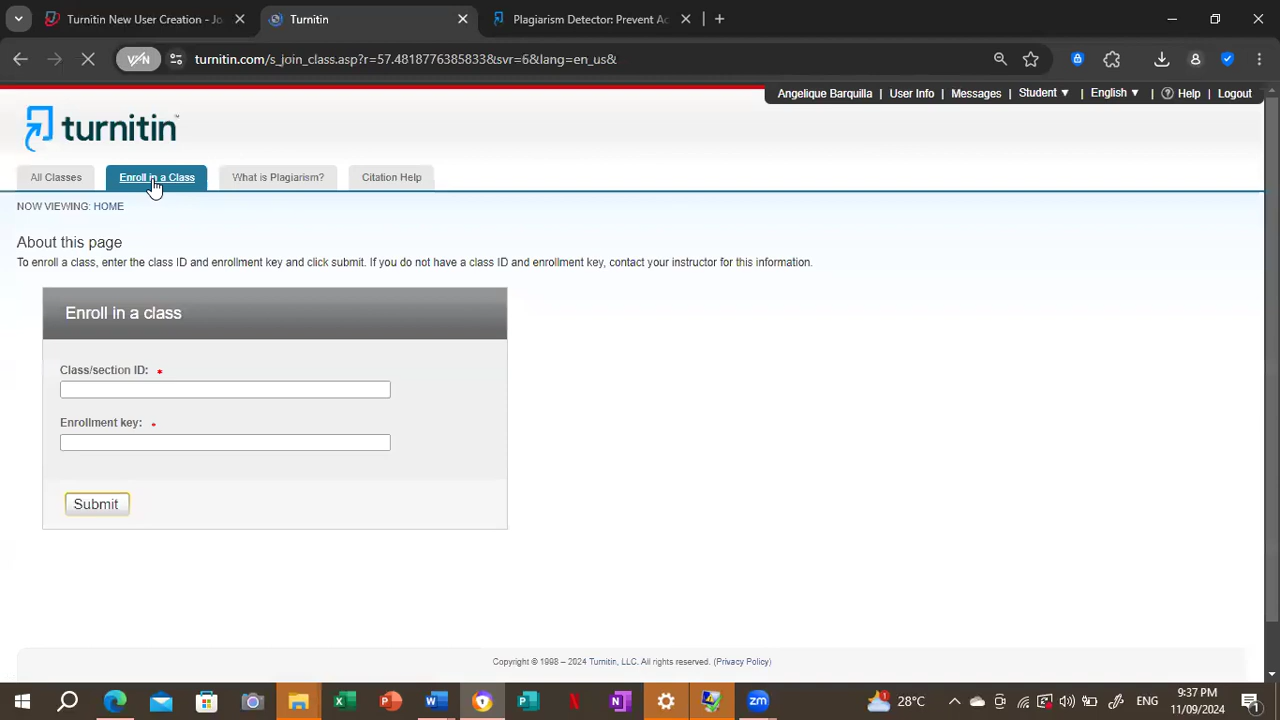 Turnitin New User Creation - Jo
Turnitin
Plagiarism Detector: Prevent Ac
turnitin.com/s_join_class.asp?r=57.4818776385833&svr=6&lang=en_us&
Angelique Barquilla | User Info | Messages | Student ▼ | English ▼ | Help | Logout
turnitin™
All Classes
Enroll in a Class
What is Plagiarism?
Citation Help
NOW VIEWING: HOME
About this page
To enroll a class, enter the class ID and enrollment key and click submit. If you do not have a class ID and enrollment key, contact your instructor for this information.
Enroll in a class
Class/section ID: *
Enrollment key: *
Submit
Copyright © 1998 – 2024 Turnitin, LLC. All rights reserved. (Privacy Policy)
28°C
ENG
9:37 PM
11/09/2024